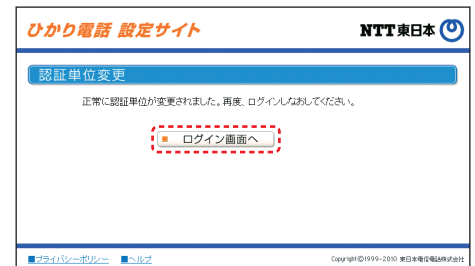 ひかり電話 設定サイト
NTT東日本
認証単位変更
正常に認証単位が変更されました。再度、ログインしなおしてください。
ログイン画面へ
■プライバシーポリシー ■ヘルプ
Copyright©1999-2010 東日本電信電話株式会社